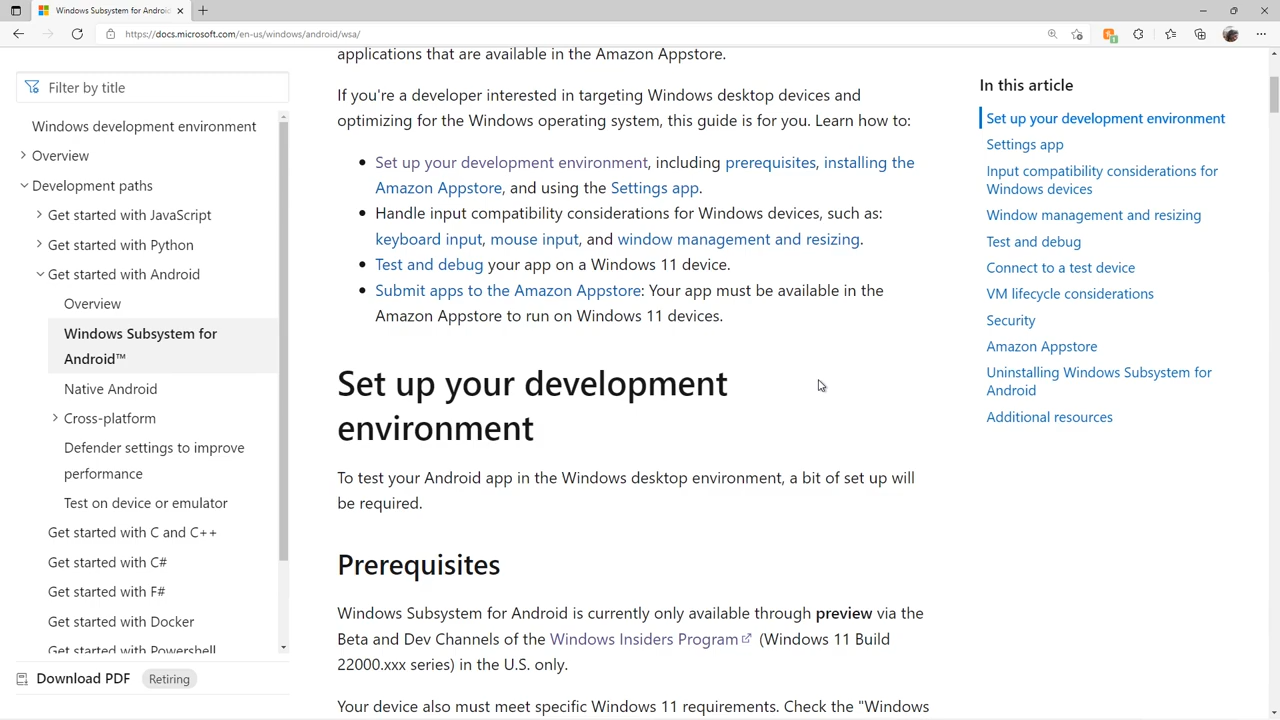 Windows Subsystem for Android
https://docs.microsoft.com/en-us/windows/android/wsa/
Filter by title
Windows development environment
Overview
Development paths
Get started with JavaScript
Get started with Python
Get started with Android
Overview
Windows Subsystem for
Android™
Native Android
Cross-platform
Defender settings to improve
performance
Test on device or emulator
Get started with C and C++
Get started with C#
Get started with F#
Get started with Docker
Get started with Powershell
Download PDF
Retiring
applications that are available in the Amazon Appstore.
If you're a developer interested in targeting Windows desktop devices and
optimizing for the Windows operating system, this guide is for you. Learn how to:
• Set up your development environment, including prerequisites, installing the
Amazon Appstore, and using the Settings app.
• Handle input compatibility considerations for Windows devices, such as:
keyboard input, mouse input, and window management and resizing.
• Test and debug your app on a Windows 11 device.
• Submit apps to the Amazon Appstore: Your app must be available in the
Amazon Appstore to run on Windows 11 devices.
Set up your development
environment
To test your Android app in the Windows desktop environment, a bit of set up will
be required.
Prerequisites
Windows Subsystem for Android is currently only available through preview via the
Beta and Dev Channels of the Windows Insiders Program (Windows 11 Build
22000.xxx series) in the U.S. only.
Your device also must meet specific Windows 11 requirements. Check the "Windows
In this article
Set up your development environment
Settings app
Input compatibility considerations for
Windows devices
Window management and resizing
Test and debug
Connect to a test device
VM lifecycle considerations
Security
Amazon Appstore
Uninstalling Windows Subsystem for
Android
Additional resources